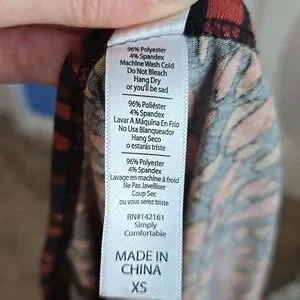 96% Polyester
4% Spandex
Machine Wash Cold
Do Not Bleach
Hang Dry
or you'll be sad
96% Poliéster
4% Spandex
Lavar A Máquina En Frio
No Usa Blanqueador
Hang Seco
o estarás triste
96% Polyester
4% Spandex
Lavage en machine à froid
Ne Pas Javelliser
Coup Sec
ou vous serez triste
RN#142161
Simply
Comfortable
MADE IN
CHINA
XS